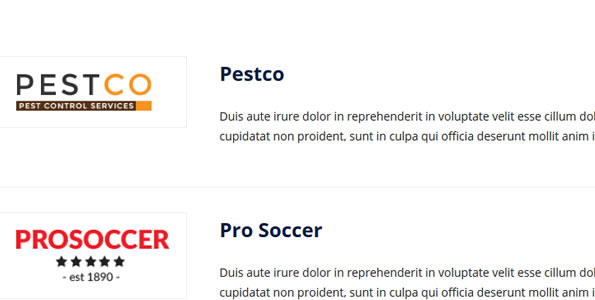 PESTCO
PEST CONTROL SERVICES
Pestco
Duis aute irure dolor in reprehenderit in voluptate velit esse cillum dol
cupidatat non proident, sunt in culpa qui officia deserunt mollit anim i
PROSOCCER
★★★★★
- est 1890 -
Pro Soccer
Duis aute irure dolor in reprehenderit in voluptate velit esse cillum dol
cupidatat non proident, sunt in culpa qui officia deserunt mollit anim i